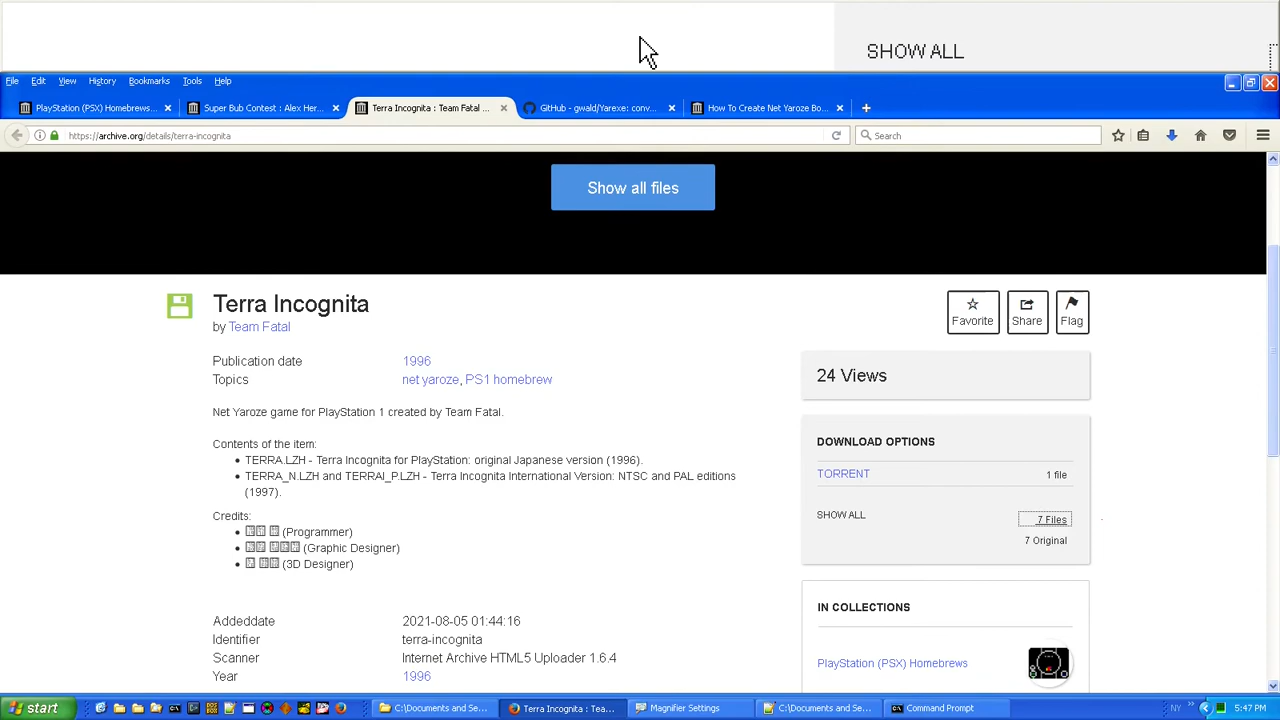 SHOW ALL
File Edit View History Bookmarks Tools Help
PlayStation (PSX) Homebrews...
Super Bub Contest : Alex Her...
Terra Incognita : Team Fatal ...
GitHub - gwald/Yarexe: conv...
How To Create Net Yaroze Bo...
https://archive.org/details/terra-incognita
Search
Show all files
Terra Incognita
by Team Fatal
Favorite
Share
Flag
Publication date 1996
Topics net yaroze, PS1 homebrew
Net Yaroze game for PlayStation 1 created by Team Fatal.
Contents of the item:
• TERRA.LZH - Terra Incognita for PlayStation: original Japanese version (1996).
• TERRA_N.LZH and TERRAI_P.LZH - Terra Incognita International Version: NTSC and PAL editions
(1997).
Credits:
• (Programmer)
• (Graphic Designer)
• (3D Designer)
Addeddate 2021-08-05 01:44:16
Identifier terra-incognita
Scanner Internet Archive HTML5 Uploader 1.6.4
Year 1996
24 Views
DOWNLOAD OPTIONS
TORRENT 1 file
SHOW ALL 7 Files
7 Original
IN COLLECTIONS
PlayStation (PSX) Homebrews
start
C:\Documents and Se...
Terra Incognita : Tea...
Magnifier Settings
C:\Documents and Se...
Command Prompt
NY
5:47 PM